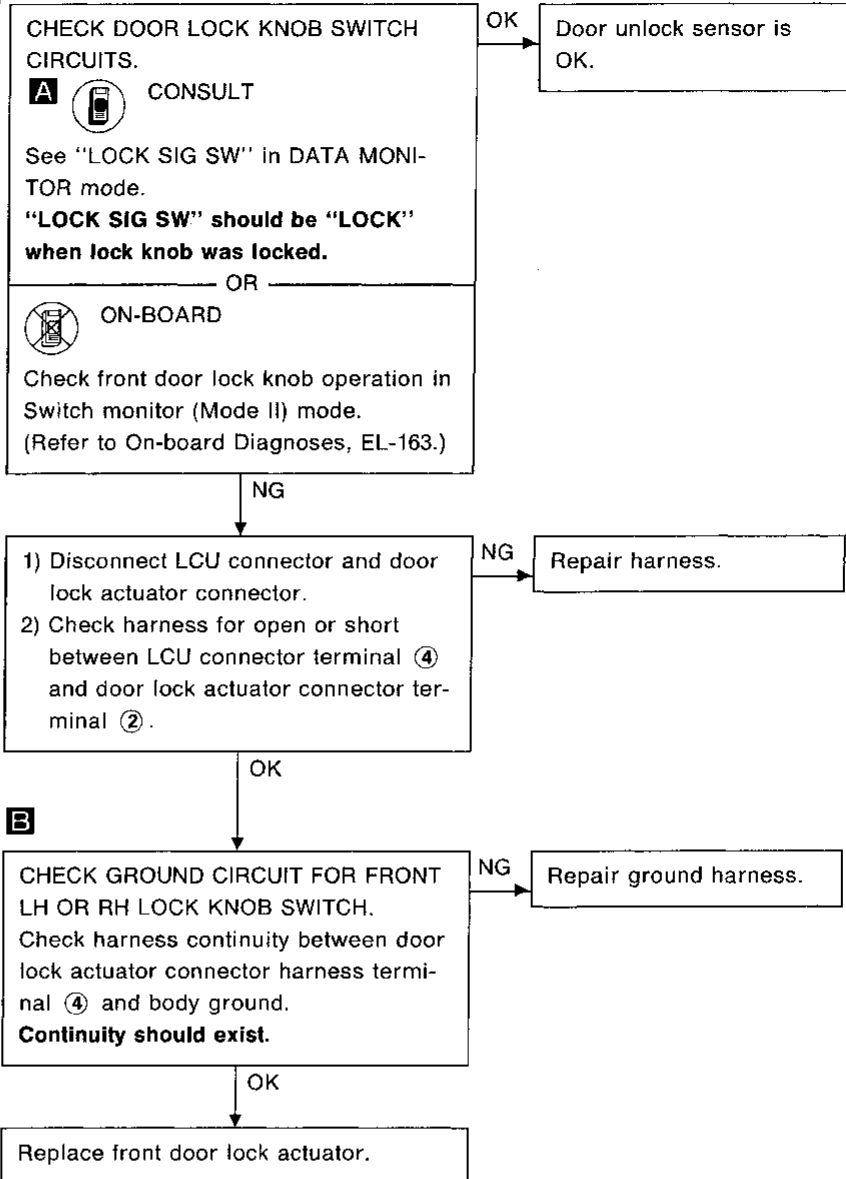 CHECK DOOR LOCK KNOB SWITCH
CIRCUITS.
A CONSULT
See "LOCK SIG SW" in DATA MONI-
TOR mode.
"LOCK SIG SW" should be "LOCK"
when lock knob was locked.
OR
ON-BOARD
Check front door lock knob operation in
Switch monitor (Mode II) mode.
(Refer to On-board Diagnoses, EL-163.)
OK
Door unlock sensor is
OK.
NG
1) Disconnect LCU connector and door
lock actuator connector.
2) Check harness for open or short
between LCU connector terminal ④
and door lock actuator connector ter-
minal ②.
NG
Repair harness.
OK
B
CHECK GROUND CIRCUIT FOR FRONT
LH OR RH LOCK KNOB SWITCH.
Check harness continuity between door
lock actuator connector harness termi-
nal ④ and body ground.
Continuity should exist.
NG
Repair ground harness.
OK
Replace front door lock actuator.